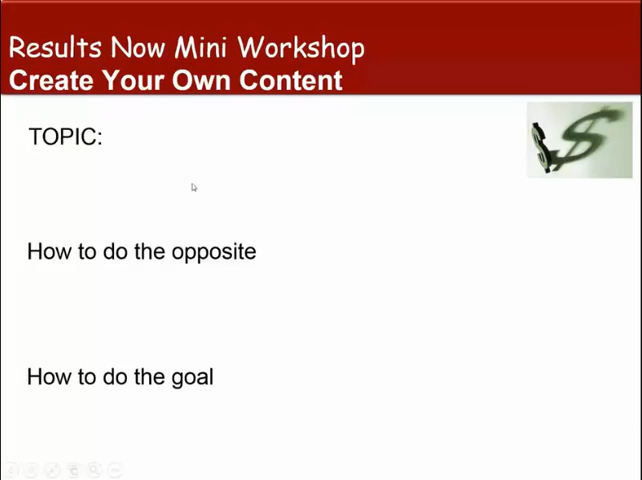 Results Now Mini Workshop
Create Your Own Content
TOPIC:
How to do the opposite
How to do the goal